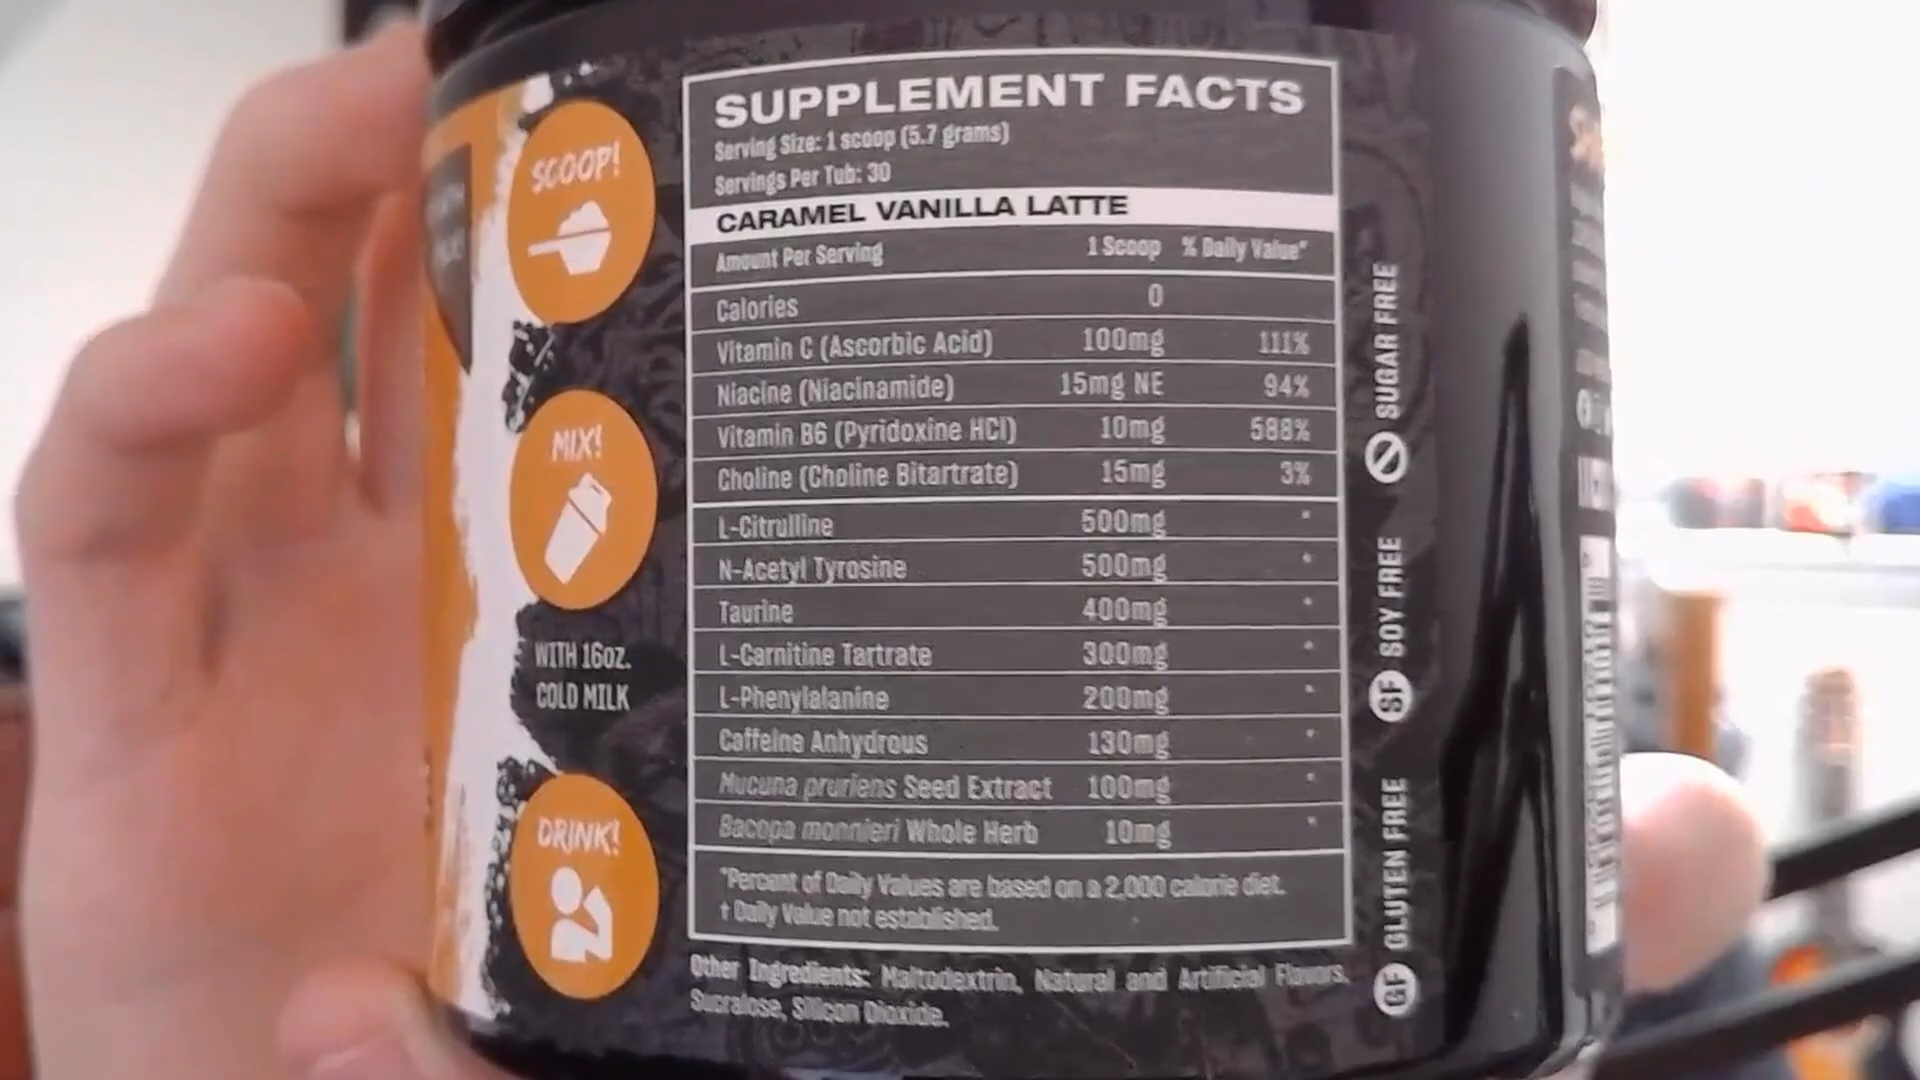 SCOOP!
MIX!
WITH 16oz.
COLD MILK
DRINK!
SUPPLEMENT FACTS
Serving Size: 1 scoop (5.7 grams)
Servings Per Tub: 30
CARAMEL VANILLA LATTE
Amount Per Serving 1 Scoop % Daily Value*
Calories 0
Vitamin C (Ascorbic Acid) 100mg 111%
Niacine (Niacinamide) 15mg NE 94%
Vitamin B6 (Pyridoxine HCl) 10mg 588%
Choline (Choline Bitartrate) 15mg 3%
L-Citrulline 500mg *
N-Acetyl Tyrosine 500mg *
Taurine 400mg *
L-Carnitine Tartrate 300mg *
L-Phenylalanine 200mg *
Caffeine Anhydrous 130mg *
Mucuna pruriens Seed Extract 100mg *
Bacopa monnieri Whole Herb 10mg *
*Percent of Daily Values are based on a 2,000 calorie diet.
† Daily Value not established.
Other Ingredients: Maltodextrin, Natural and Artificial Flavors,
Sucralose, Silicon Dioxide.
SUGAR FREE
SF SOY FREE
GF GLUTEN FREE